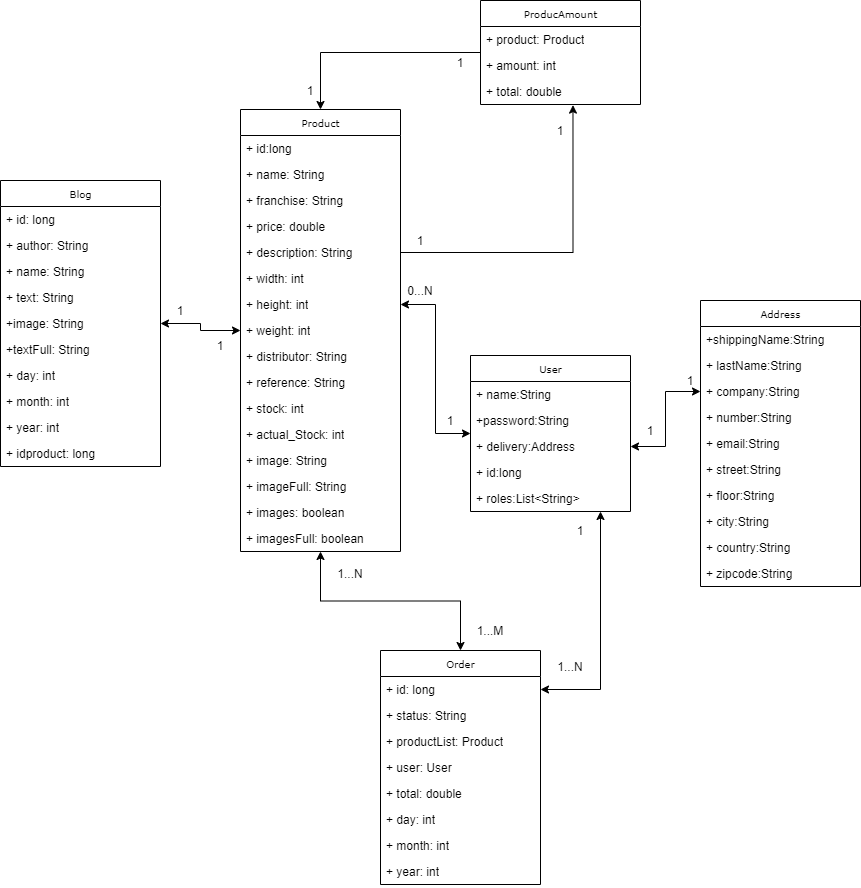 ProducAmount
+ product: Product
+ amount: int
+ total: double
1
1
1
1
Product
+ id:long
+ name: String
+ franchise: String
+ price: double
+ description: String
+ width: int
+ height: int
+ weight: int
+ distributor: String
+ reference: String
+ stock: int
+ actual_Stock: int
+ image: String
+ imageFull: String
+ images: boolean
+ imagesFull: boolean
Blog
+ id: long
+ author: String
+ name: String
+ text: String
+image: String
+textFull: String
+ day: int
+ month: int
+ year: int
+ idproduct: long
1
1
0...N
1
User
+ name:String
+password:String
+ delivery:Address
+ id:long
+ roles:List<String>
1
1
Address
+shippingName:String
+ lastName:String
+ company:String
+ number:String
+ email:String
+ street:String
+ floor:String
+ city:String
+ country:String
+ zipcode:String
1...N
1...M
1
1...N
Order
+ id: long
+ status: String
+ productList: Product
+ user: User
+ total: double
+ day: int
+ month: int
+ year: int